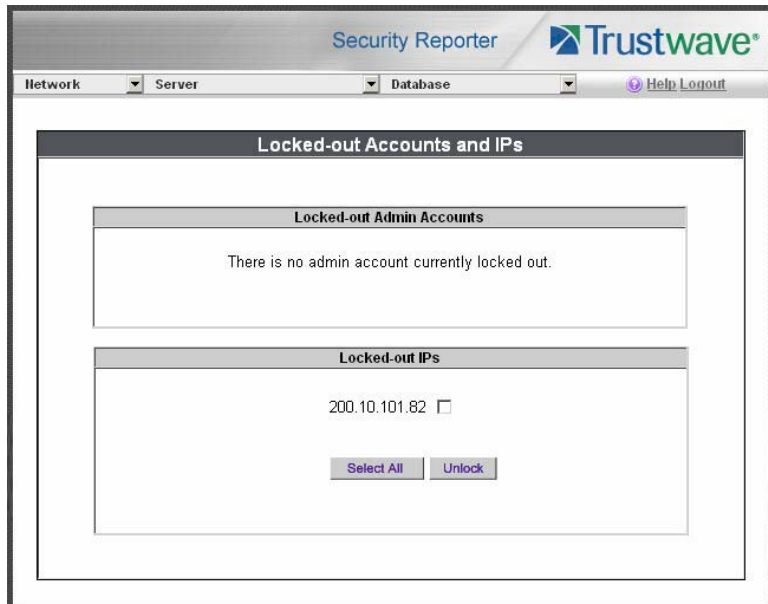 Security Reporter
Trustwave®
Network Server Database Help Logout
Locked-out Accounts and IPs
Locked-out Admin Accounts
There is no admin account currently locked out.
Locked-out IPs
200.10.101.82
Select All Unlock